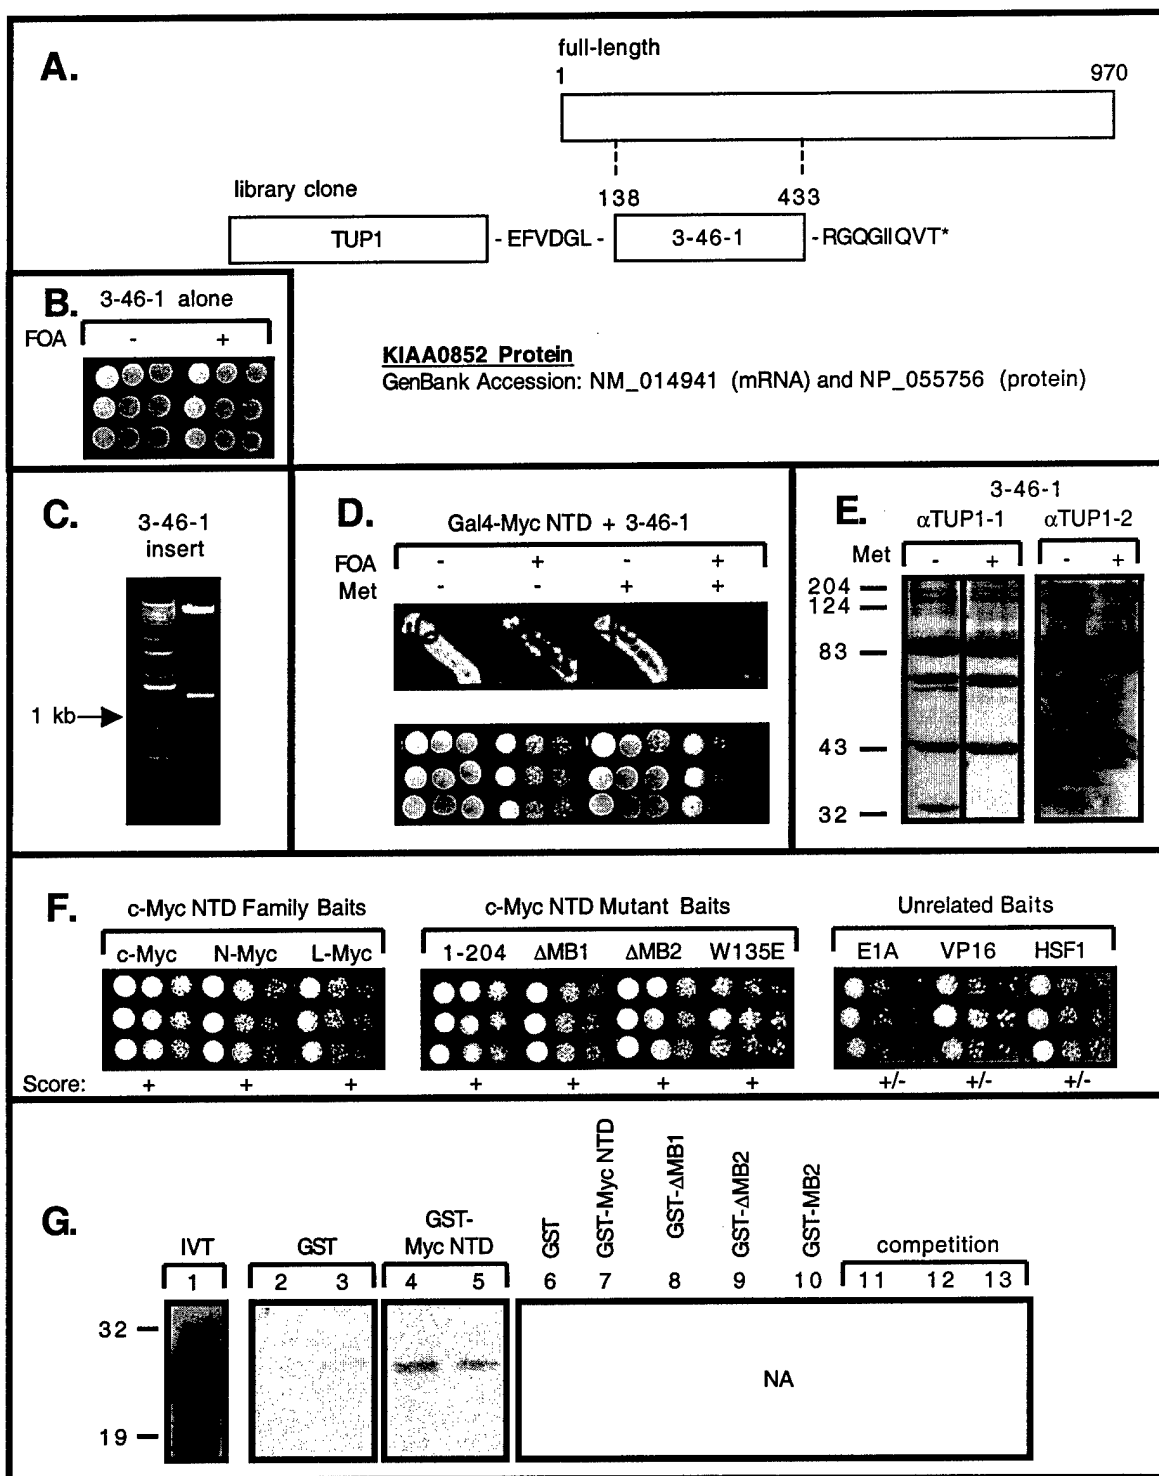 A.
full-length
1 970
138 433
library clone
TUP1 - EFVDGL - 3-46-1 - RGQGIIQVT*
B.
3-46-1 alone
FOA - +
KIAA0852 Protein
GenBank Accession: NM_014941 (mRNA) and NP_055756 (protein)
C.
3-46-1
insert
1 kb
D.
Gal4-Myc NTD + 3-46-1
FOA - + - +
Met - - + +
E.
3-46-1
αTUP1-1 αTUP1-2
Met - + - +
204
124
83
43
32
F.
c-Myc NTD Family Baits
c-Myc N-Myc L-Myc
c-Myc NTD Mutant Baits
1-204 ΔMB1 ΔMB2 W135E
Unrelated Baits
E1A VP16 HSF1
Score: + + + + + + + +/- +/- +/-
G.
IVT
GST
GST-
Myc NTD
GST
GST-Myc NTD
GST-ΔMB1
GST-ΔMB2
GST-MB2
competition
1 2 3 4 5 6 7 8 9 10 11 12 13
32
19
NA